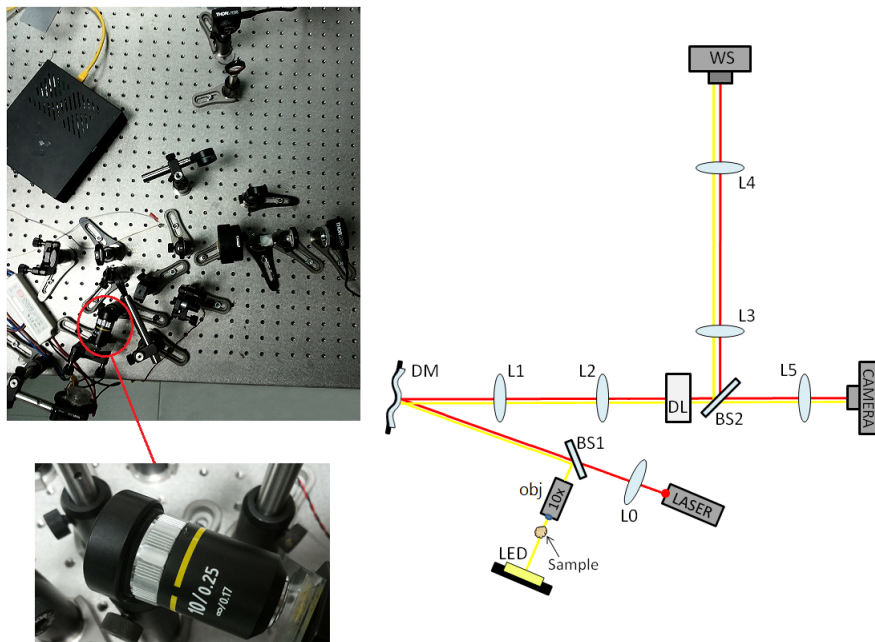 WS
L4
L3
DM
L1
L2
L5
CAMERA
DL
BS2
BS1
obj
10x
L0
LASER
LED
Sample
10/0.25
∞/0.17